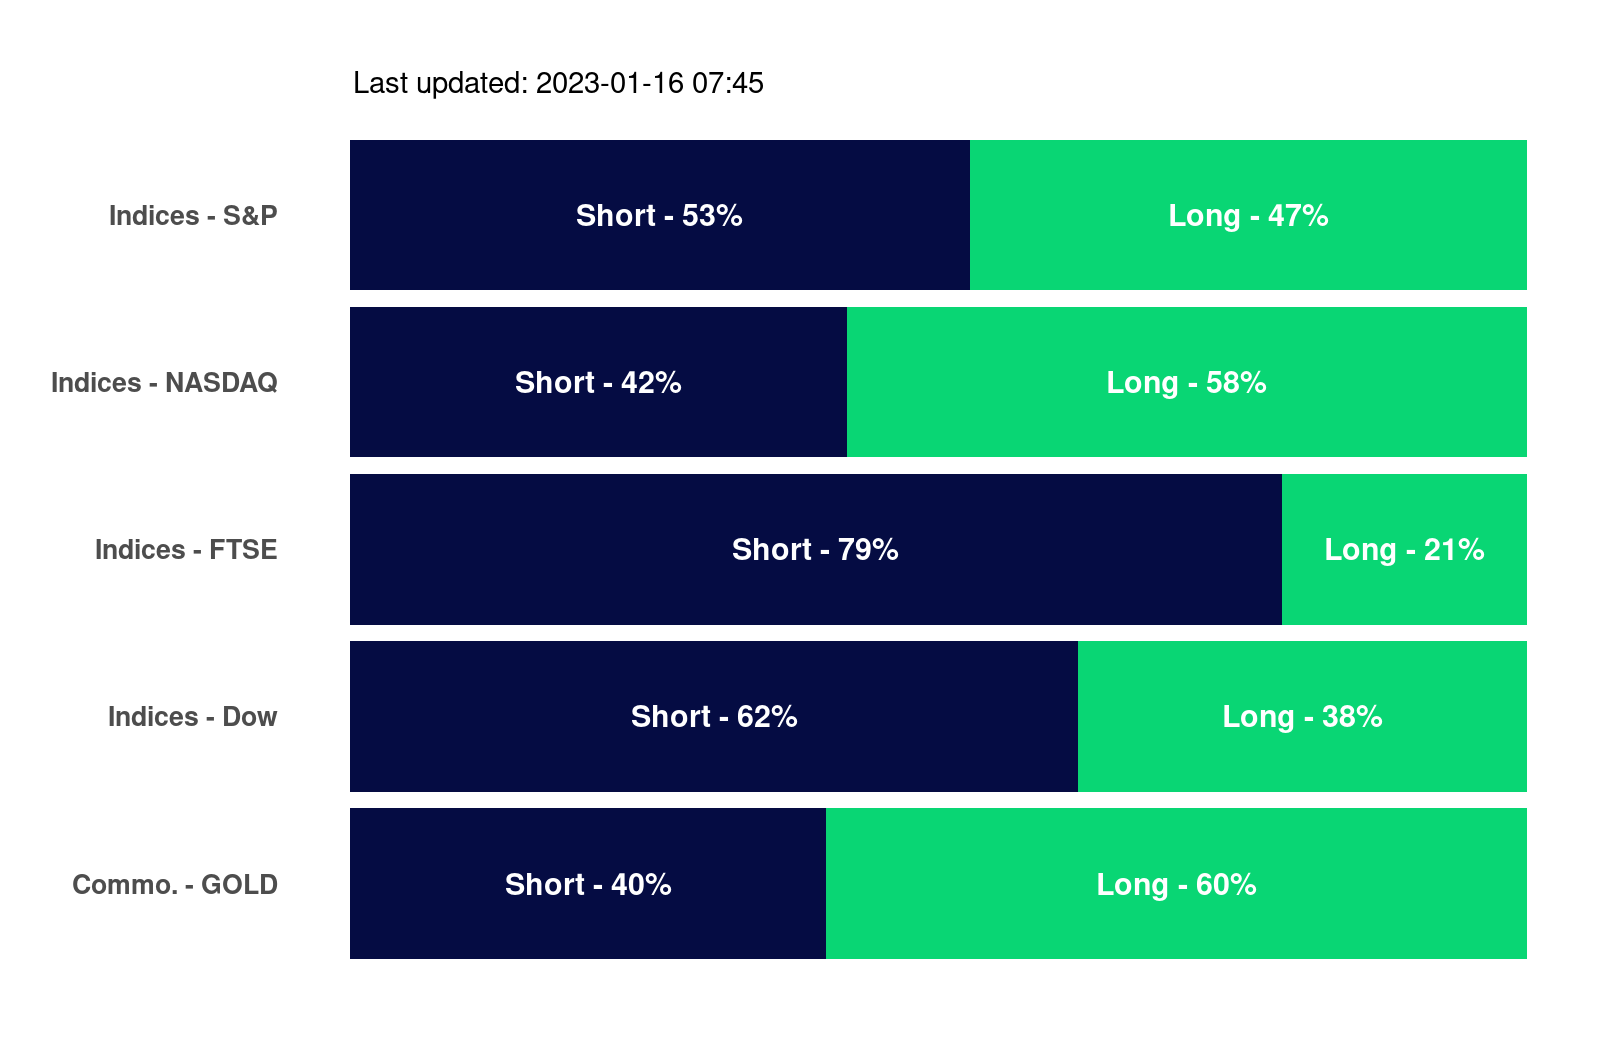 Last updated: 2023-01-16 07:45
Indices - S&P Short - 53% Long - 47%
Indices - NASDAQ Short - 42% Long - 58%
Indices - FTSE Short - 79% Long - 21%
Indices - Dow Short - 62% Long - 38%
Commo. - GOLD Short - 40% Long - 60%